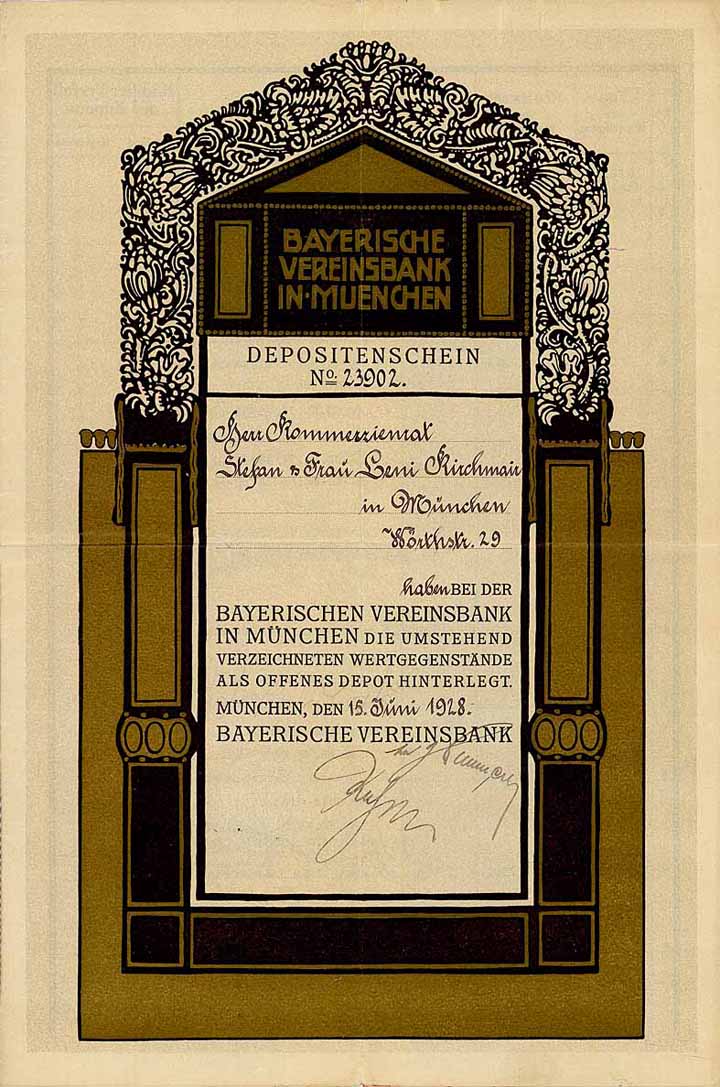 BAYERISCHE
VEREINSBANK
IN·MUENCHEN
DEPOSITENSCHEIN
No: 23902.
Herr Kommerzienrat
Stefan & Frau Leni Kirchmair
in München
Wörthstr. 29
haben BEI DER
BAYERISCHEN VEREINSBANK
IN MÜNCHEN DIE UMSTEHEND
VERZEICHNETEN WERTGEGENSTÄNDE
ALS OFFENES DEPOT HINTERLEGT.
MÜNCHEN, DEN 15. Juni 1928.
BAYERISCHE VEREINSBANK